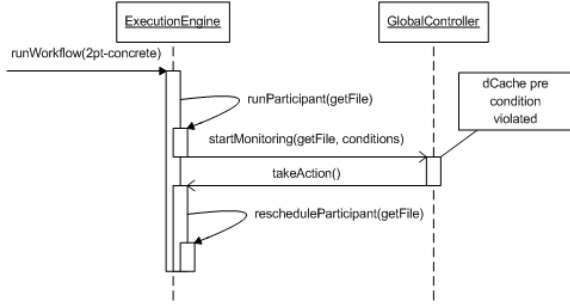 ExecutionEngine
GlobalController
runWorkflow(2pt-concrete)
dCache pre
condition
violated
runParticipant(getFile)
startMonitoring(getFile, conditions)
takeAction()
rescheduleParticipant(getFile)